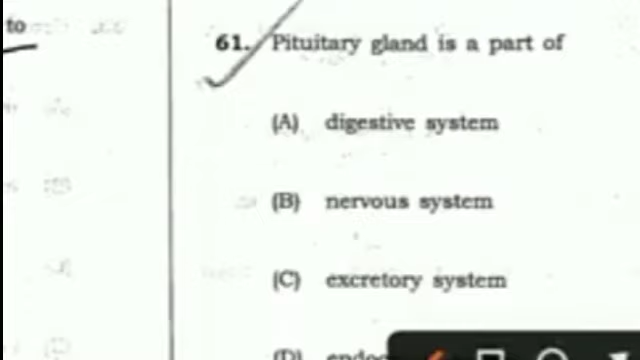 to
61. Pituitary gland is a part of
(A) digestive system
(B) nervous system
(C) excretory system
(D)